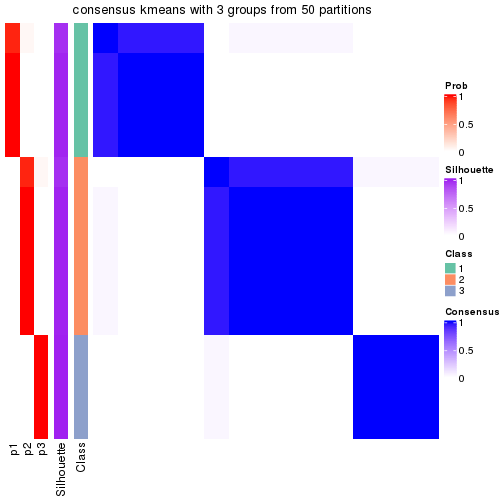 consensus kmeans with 3 groups from 50 partitions
Prob
1
0.5
0
Silhouette
1
0.5
0
Class
1
2
3
Consensus
1
0.5
0
p1
p2
p3
Silhouette
Class